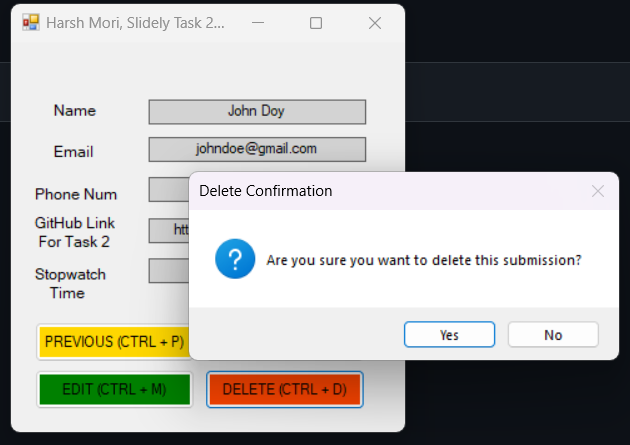 Harsh Mori, Slidely Task 2...
Name
John Doy
Email
johndoe@gmail.com
Phone Num
GitHub Link
For Task 2
Stopwatch
Time
PREVIOUS (CTRL + P)
EDIT (CTRL + M)
DELETE (CTRL + D)
Delete Confirmation
Are you sure you want to delete this submission?
Yes
No